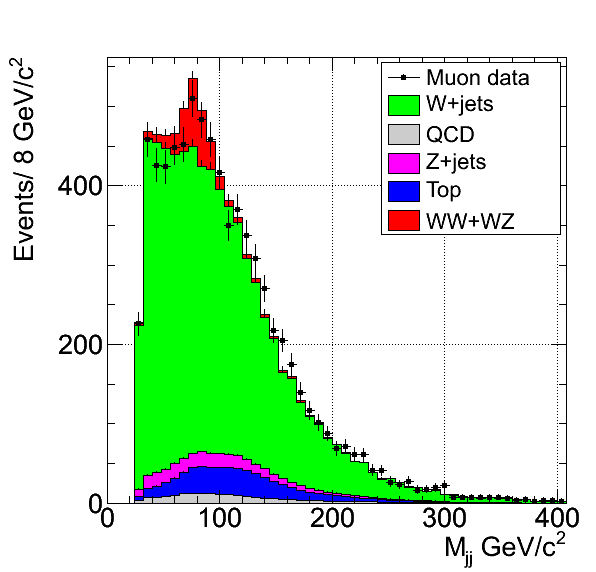 Events/ 8 GeV/c²
400
200
0
Muon data
W+jets
QCD
Z+jets
Top
WW+WZ
0 100 200 300 400
Mjj GeV/c²